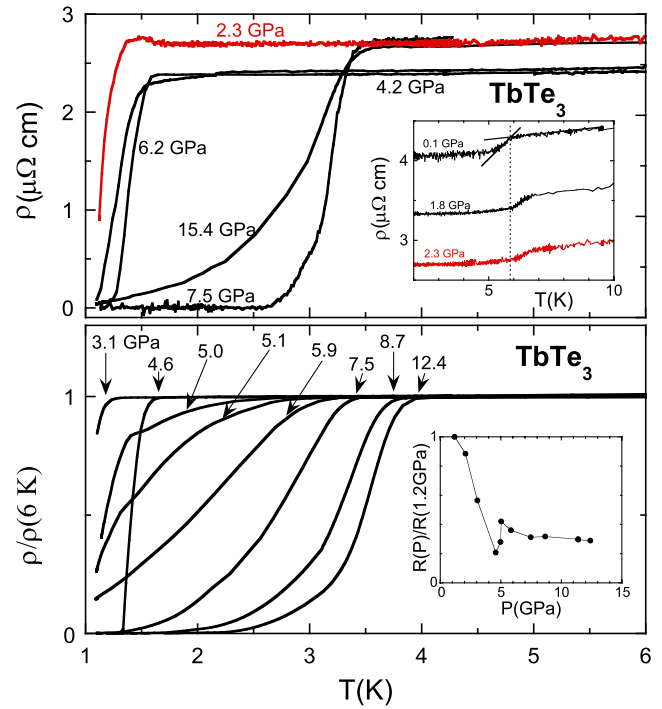 3
2.3 GPa
4.2 GPa
TbTe3
2
6.2 GPa
ρ(μΩ cm)
4
0.1 GPa
1.8 GPa
ρ (μΩ cm)
3
2.3 GPa
1
15.4 GPa
7.5 GPa
5
10
T(K)
0
3.1 GPa
4.6
5.0
5.1
5.9
7.5
8.7
12.4
TbTe3
1
ρ/ρ(6 K)
1
R(P)/R(1.2GPa)
0
0
5
10
15
P(GPa)
0
1
2
3
4
5
6
T(K)